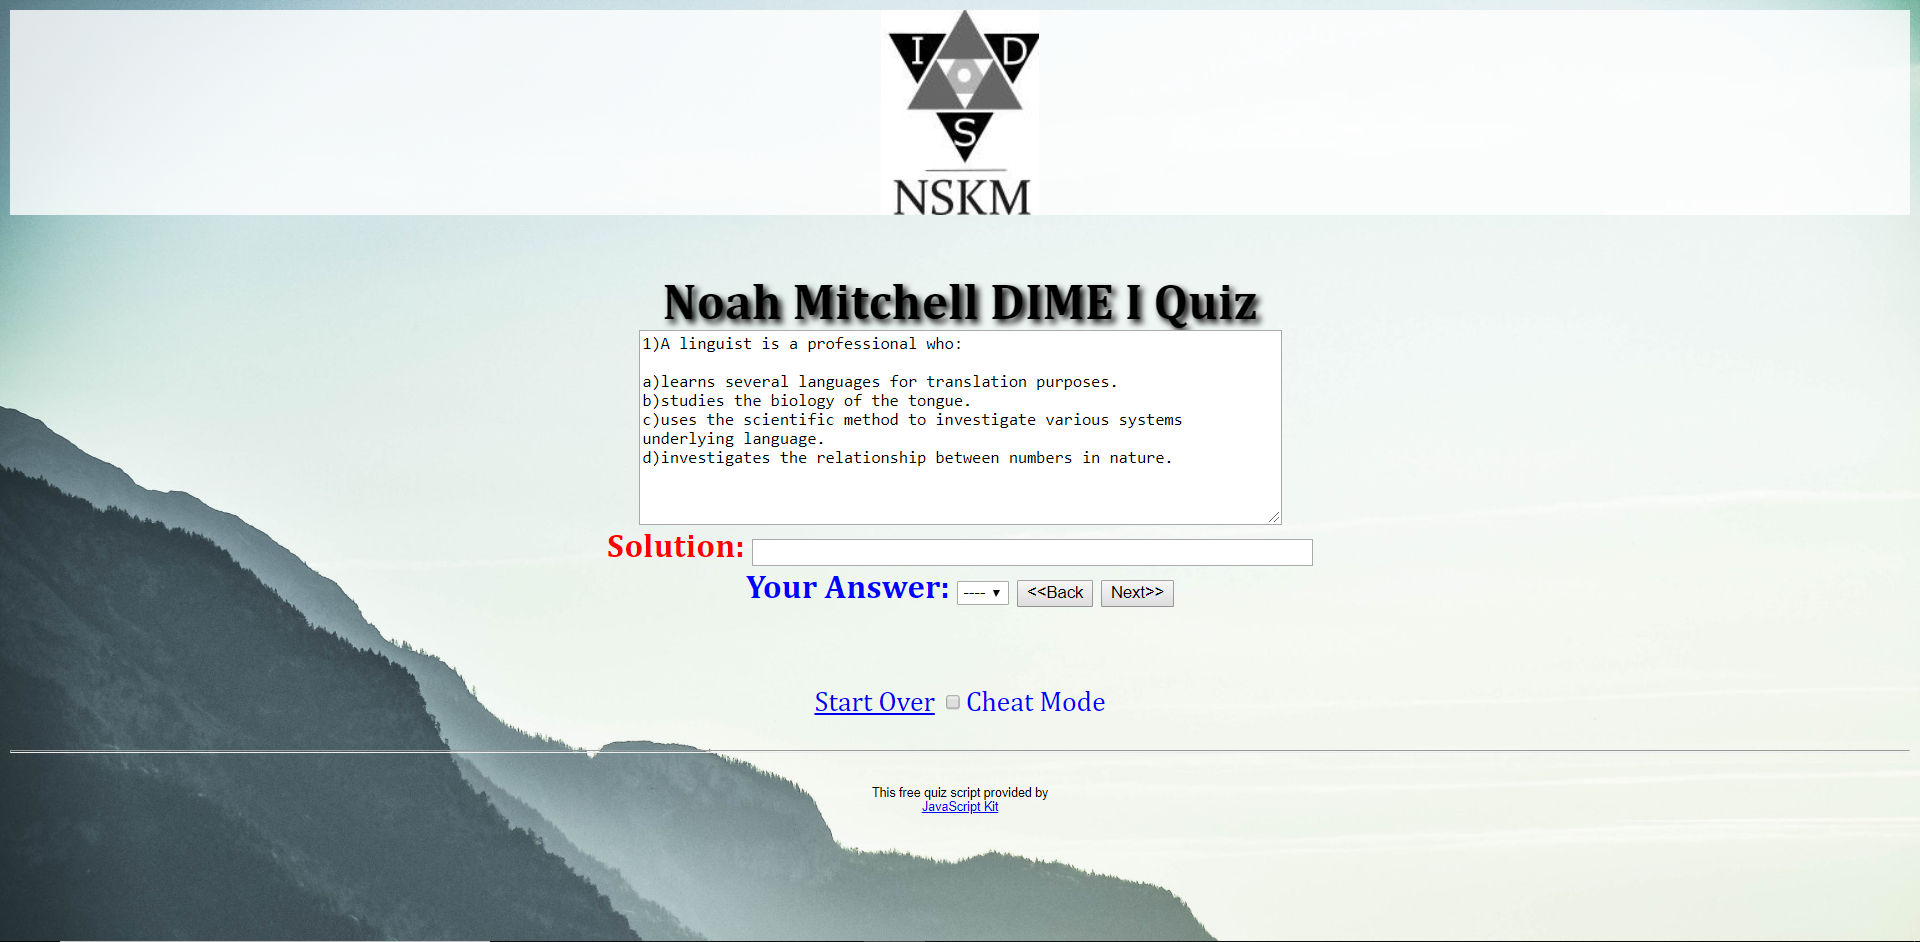 I D
S
NSKM
Noah Mitchell DIME I Quiz
1)A linguist is a professional who:
a)learns several languages for translation purposes.
b)studies the biology of the tongue.
c)uses the scientific method to investigate various systems
underlying language.
d)investigates the relationship between numbers in nature.
Solution:
Your Answer: ---- <<Back Next>>
Start Over Cheat Mode
This free quiz script provided by
JavaScript Kit